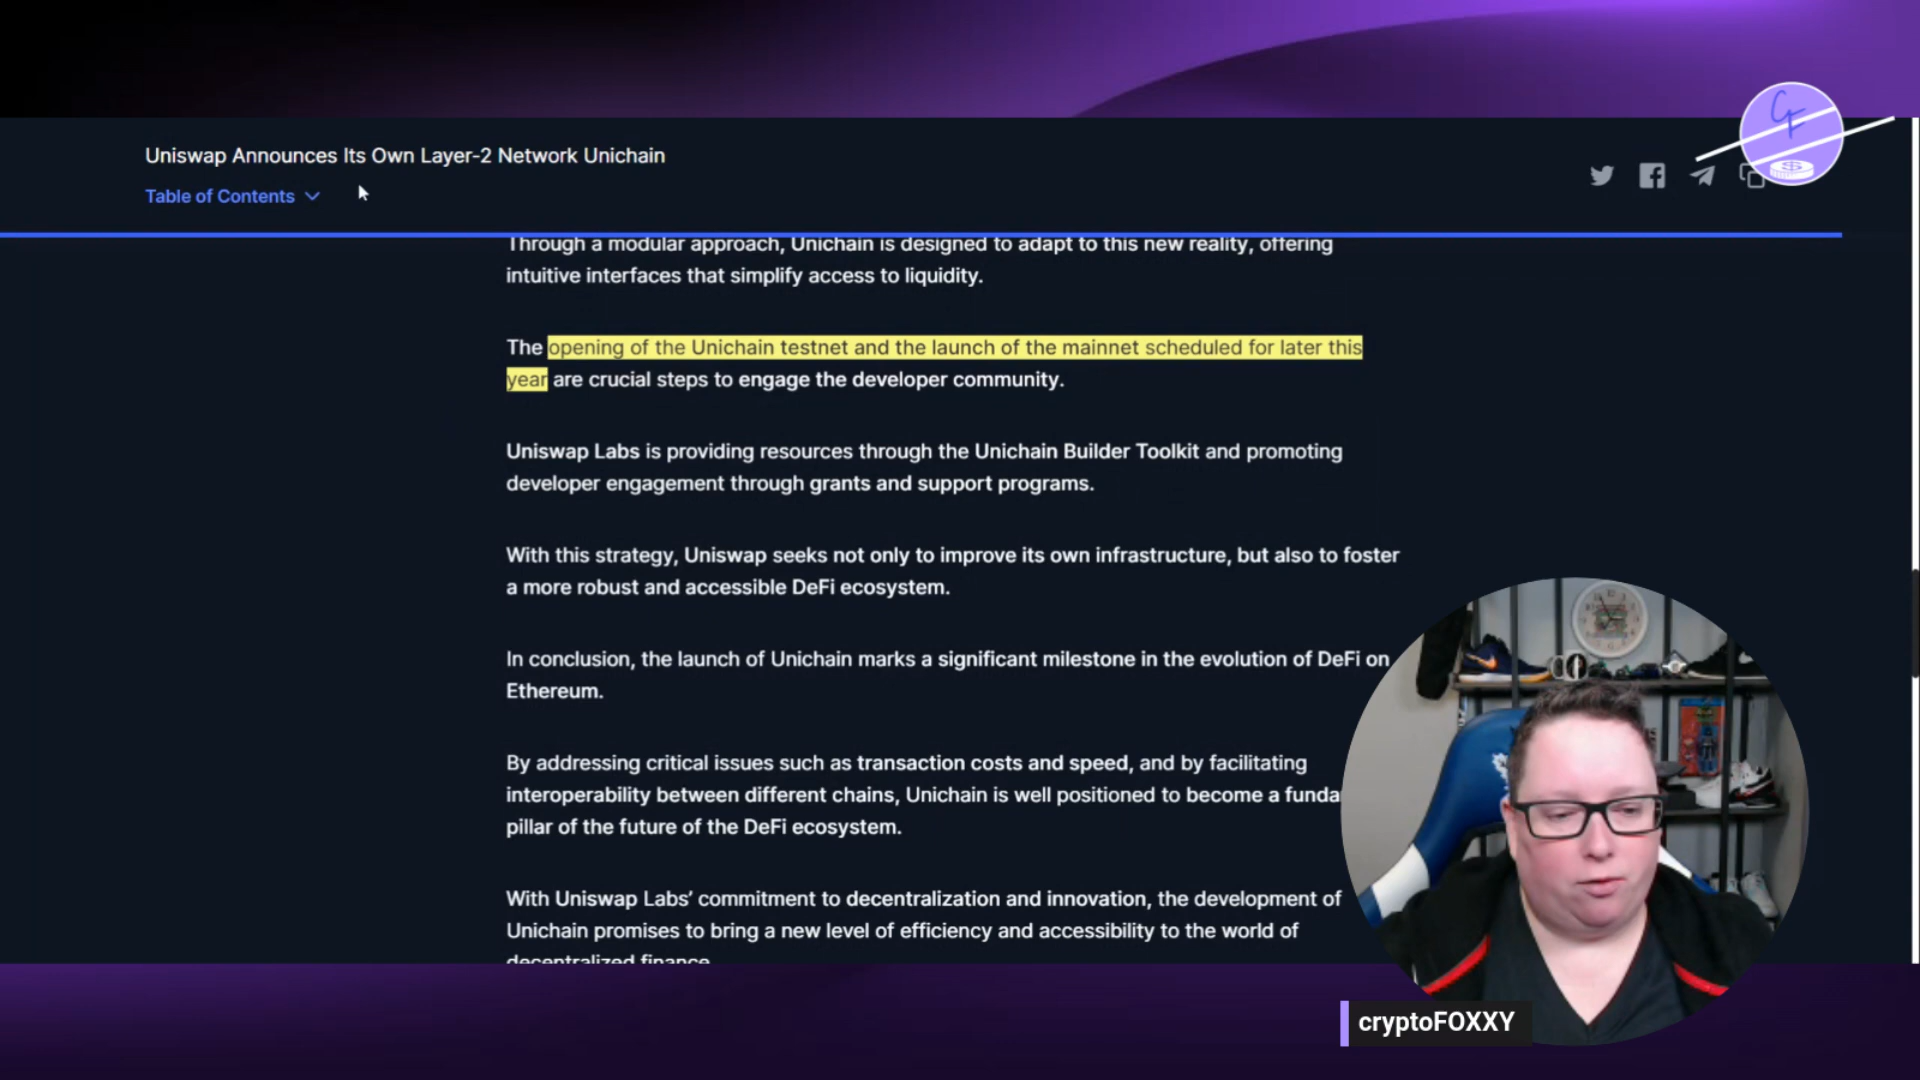 Uniswap Announces Its Own Layer-2 Network Unichain
Table of Contents
Through a modular approach, Unichain is designed to adapt to this new reality, offering
intuitive interfaces that simplify access to liquidity.
The opening of the Unichain testnet and the launch of the mainnet scheduled for later this
year are crucial steps to engage the developer community.
Uniswap Labs is providing resources through the Unichain Builder Toolkit and promoting
developer engagement through grants and support programs.
With this strategy, Uniswap seeks not only to improve its own infrastructure, but also to foster
a more robust and accessible DeFi ecosystem.
In conclusion, the launch of Unichain marks a significant milestone in the evolution of DeFi on
Ethereum.
By addressing critical issues such as transaction costs and speed, and by facilitating
interoperability between different chains, Unichain is well positioned to become a funda
pillar of the future of the DeFi ecosystem.
With Uniswap Labs’ commitment to decentralization and innovation, the development of
Unichain promises to bring a new level of efficiency and accessibility to the world of
decentralized finance.
CF
$
cryptoFOXXY